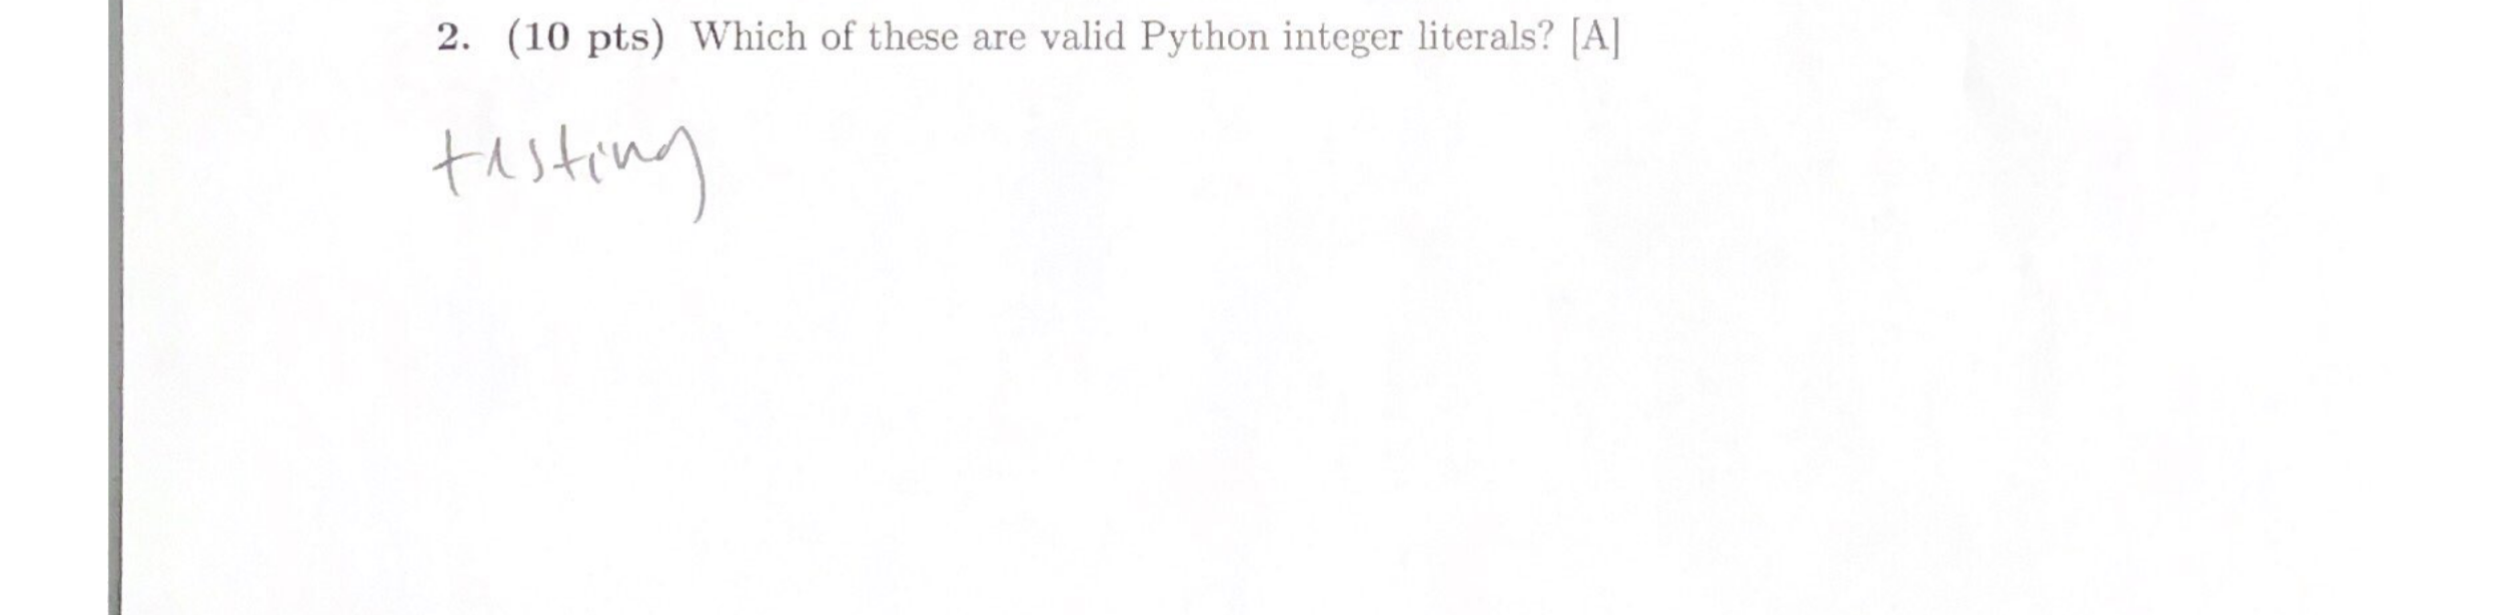 2. (10 pts) Which of these are valid Python integer literals? [A]
testing